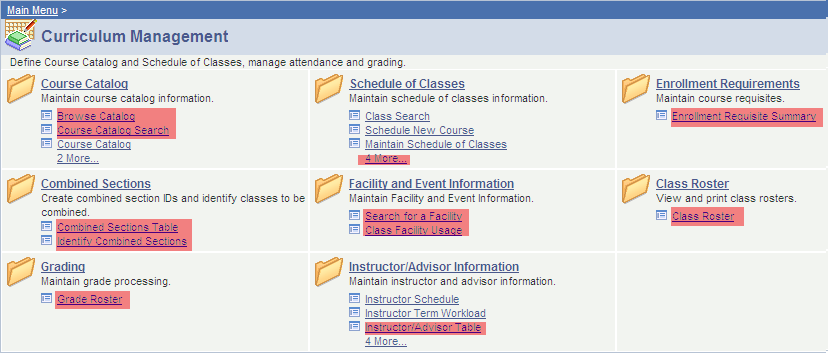 Main Menu >
Curriculum Management
Define Course Catalog and Schedule of Classes, manage attendance and grading.
Course Catalog
Maintain course catalog information.
Browse Catalog
Course Catalog Search
Course Catalog
2 More...
Schedule of Classes
Maintain schedule of classes information.
Class Search
Schedule New Course
Maintain Schedule of Classes
4 More...
Enrollment Requirements
Maintain course requisites.
Enrollment Requisite Summary
Combined Sections
Create combined section IDs and identify classes to be
combined.
Combined Sections Table
Identify Combined Sections
Facility and Event Information
Maintain Facility and Event Information.
Search for a Facility
Class Facility Usage
Class Roster
View and print class rosters.
Class Roster
Grading
Maintain grade processing.
Grade Roster
Instructor/Advisor Information
Maintain instructor and advisor information.
Instructor Schedule
Instructor Term Workload
Instructor/Advisor Table
4 More...